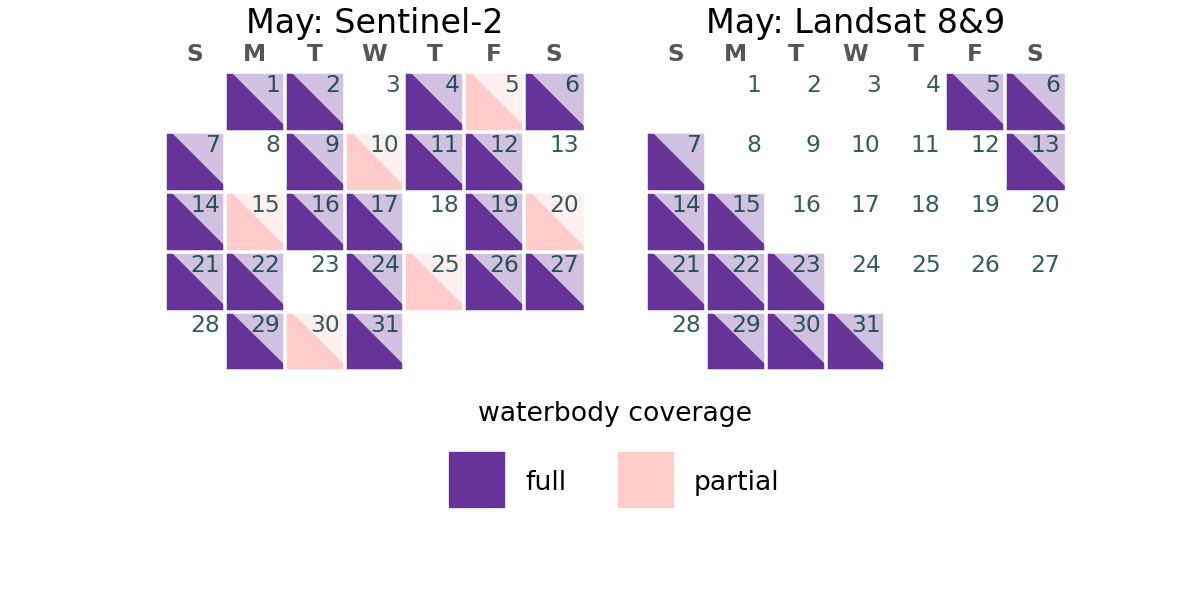 May: Sentinel-2
S M T W T F S
1 2 3 4 5 6
7 8 9 10 11 12 13
14 15 16 17 18 19 20
21 22 23 24 25 26 27
28 29 30 31
May: Landsat 8&9
S M T W T F S
1 2 3 4 5 6
7 8 9 10 11 12 13
14 15 16 17 18 19 20
21 22 23 24 25 26 27
28 29 30 31
waterbody coverage
full partial